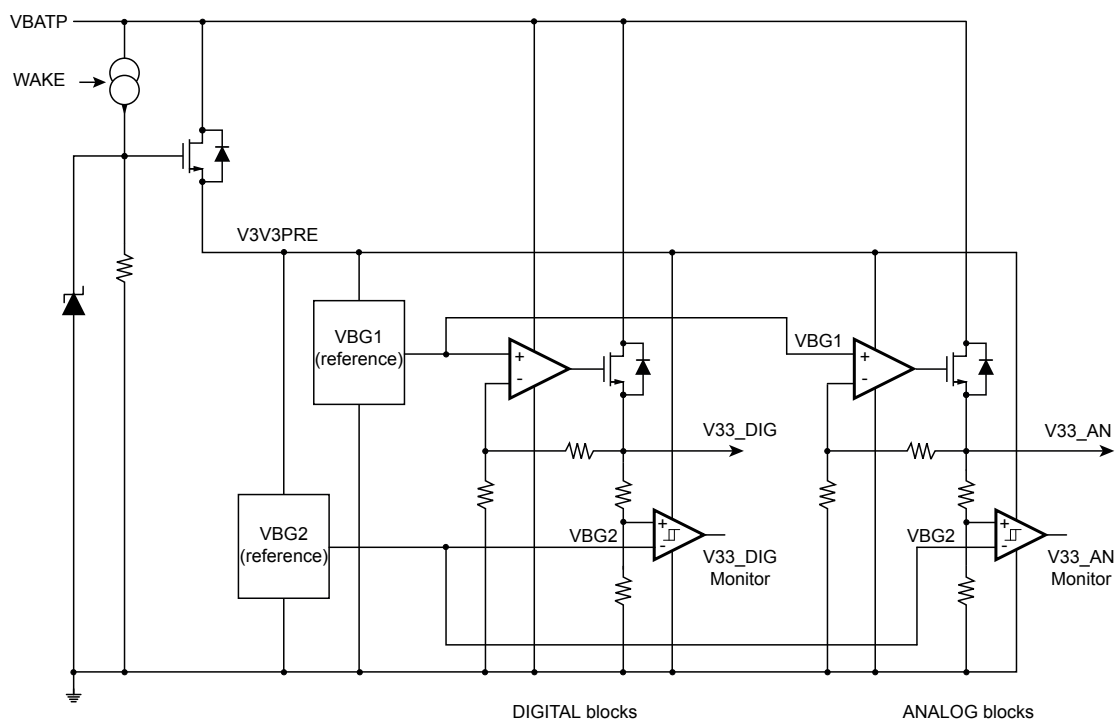 VBATP
WAKE
V3V3PRE
VBG1
(reference)
+
-
VBG1
+
-
V33_DIG
V33_AN
VBG2
(reference)
VBG2
+
-
V33_DIG
Monitor
VBG2
+
-
V33_AN
Monitor
DIGITAL blocks
ANALOG blocks